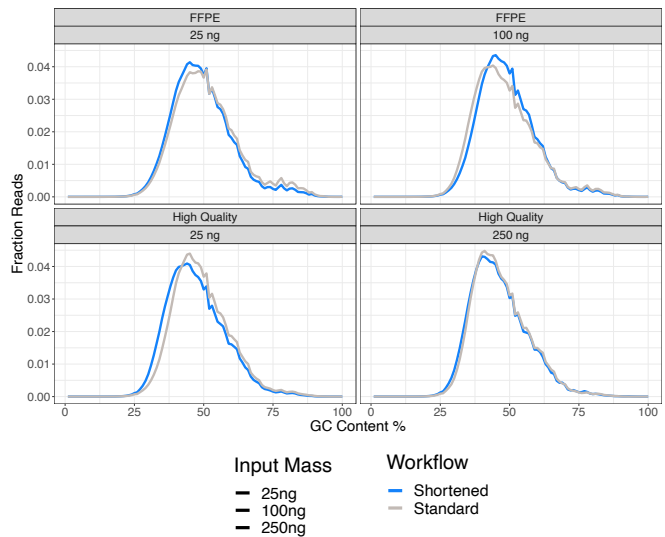 FFPE
FFPE
25 ng
100 ng
0.04
0.03
0.02
0.01
0.00
High Quality
High Quality
25 ng
250 ng
0.04
0.03
0.02
0.01
0.00
Fraction Reads
0 25 50 75 100
0 25 50 75 100
GC Content %
Input Mass
25ng
100ng
250ng
Workflow
Shortened
Standard